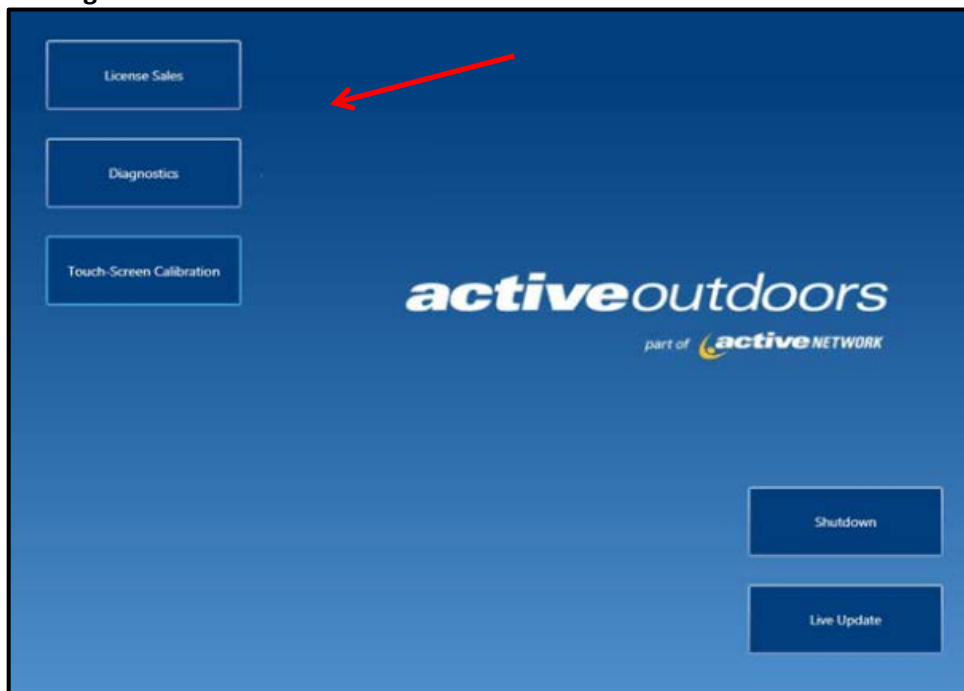 License Sales
Diagnostics
Touch-Screen Calibration
activeoutdoors
part of active NETWORK
Shutdown
Live Update